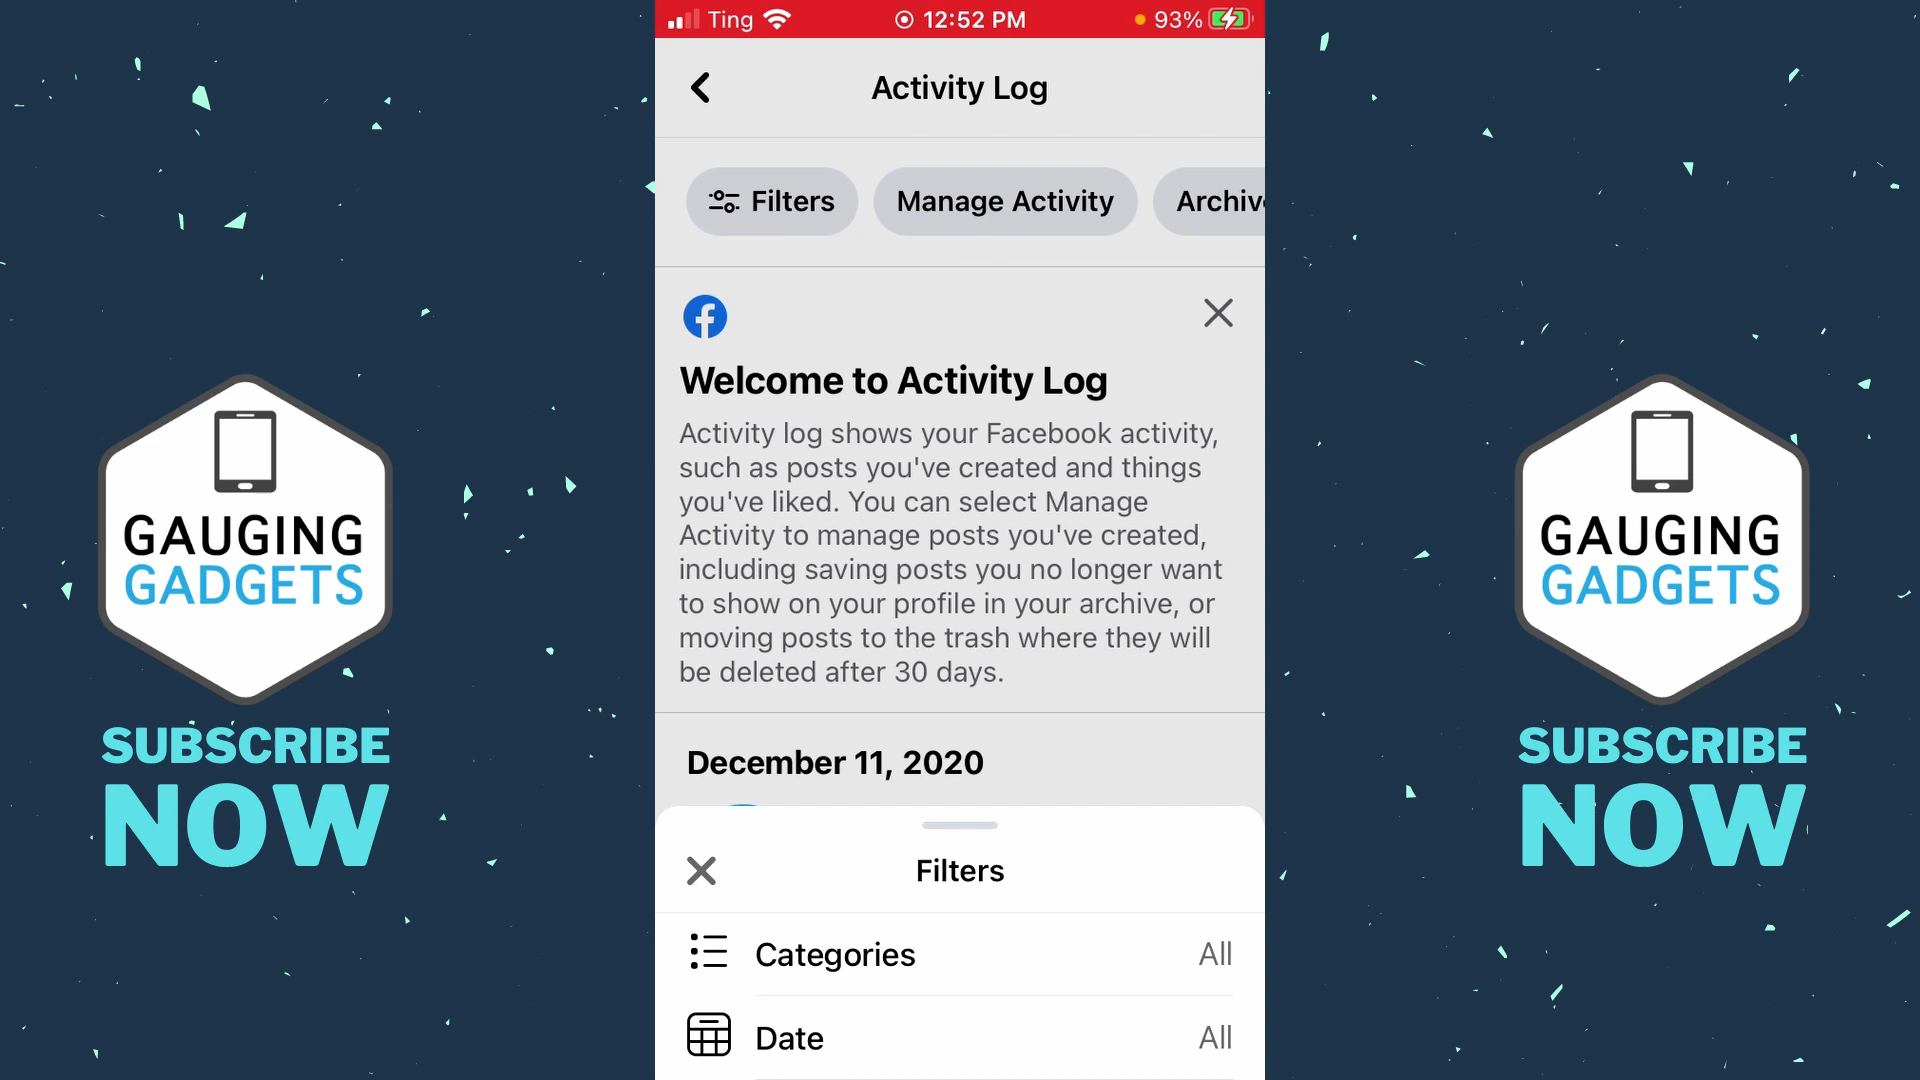 Ting 12:52 PM 93%
Activity Log
Filters Manage Activity Archiv
Welcome to Activity Log
Activity log shows your Facebook activity,
such as posts you've created and things
you've liked. You can select Manage
Activity to manage posts you've created,
including saving posts you no longer want
to show on your profile in your archive, or
moving posts to the trash where they will
be deleted after 30 days.
December 11, 2020
Filters
Categories All
Date All
GAUGING
GADGETS
SUBSCRIBE
NOW
GAUGING
GADGETS
SUBSCRIBE
NOW